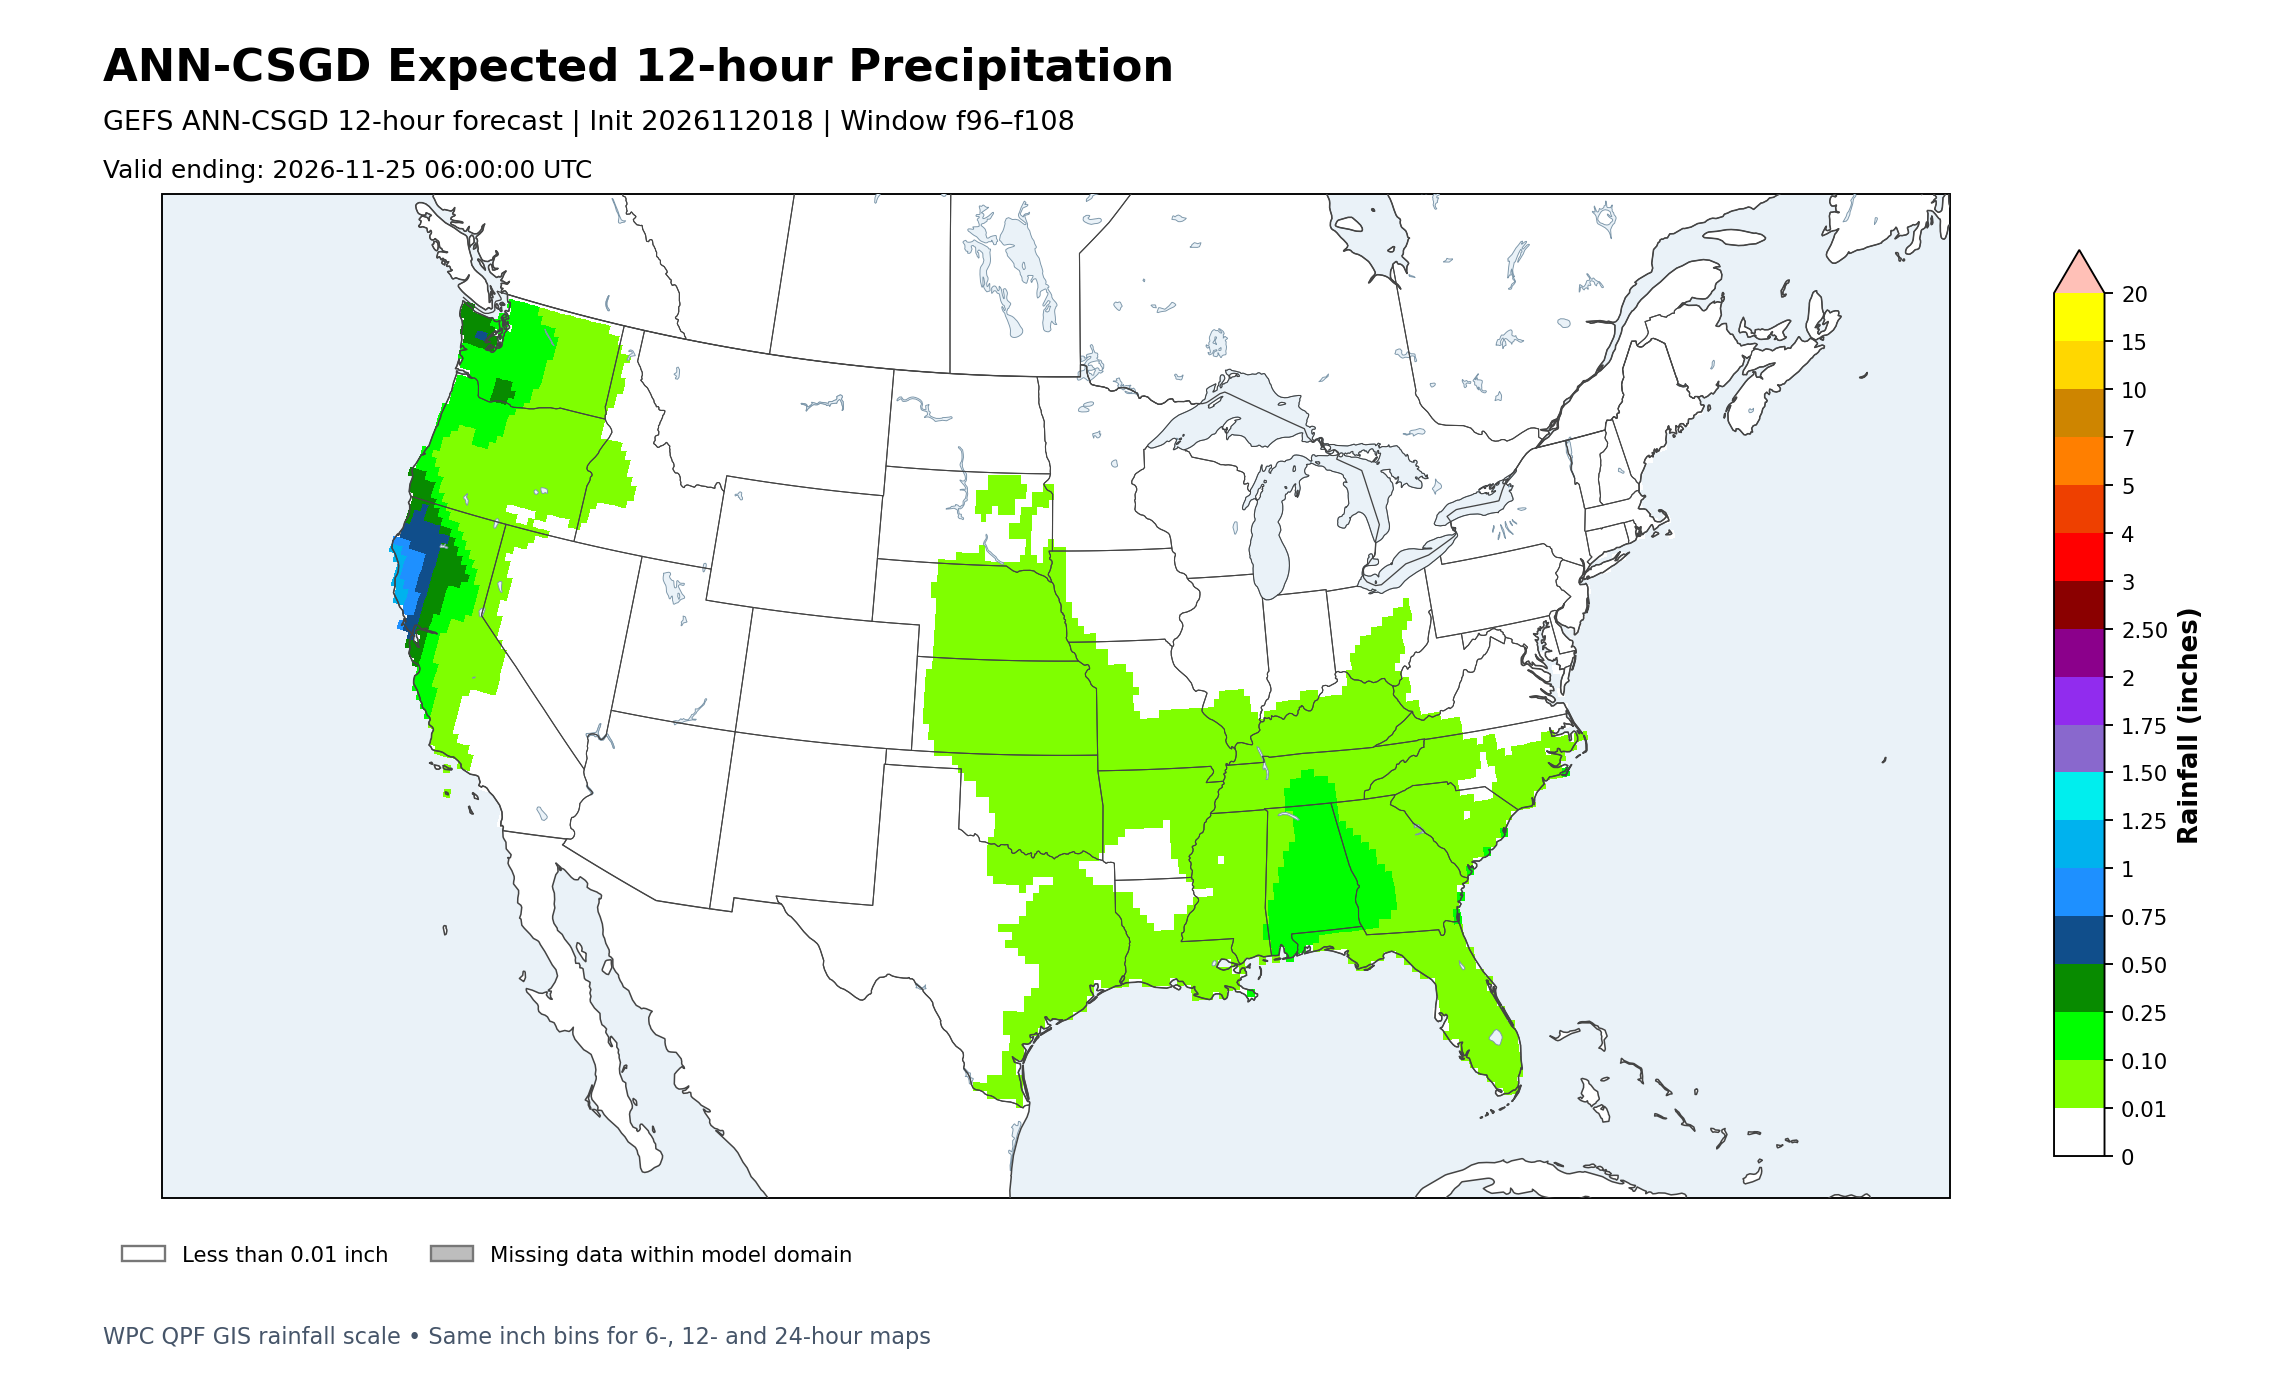 ANN-CSGD Expected 12-hour Precipitation
GEFS ANN-CSGD 12-hour forecast | Init 2026112018 | Window f96–f108
Valid ending: 2026-11-25 06:00:00 UTC
20
15
10
7
5
4
3
2.50
2
1.75
1.50
1.25
1
0.75
0.50
0.25
0.10
0.01
0
Rainfall (inches)
Less than 0.01 inch
Missing data within model domain
WPC QPF GIS rainfall scale • Same inch bins for 6-, 12- and 24-hour maps